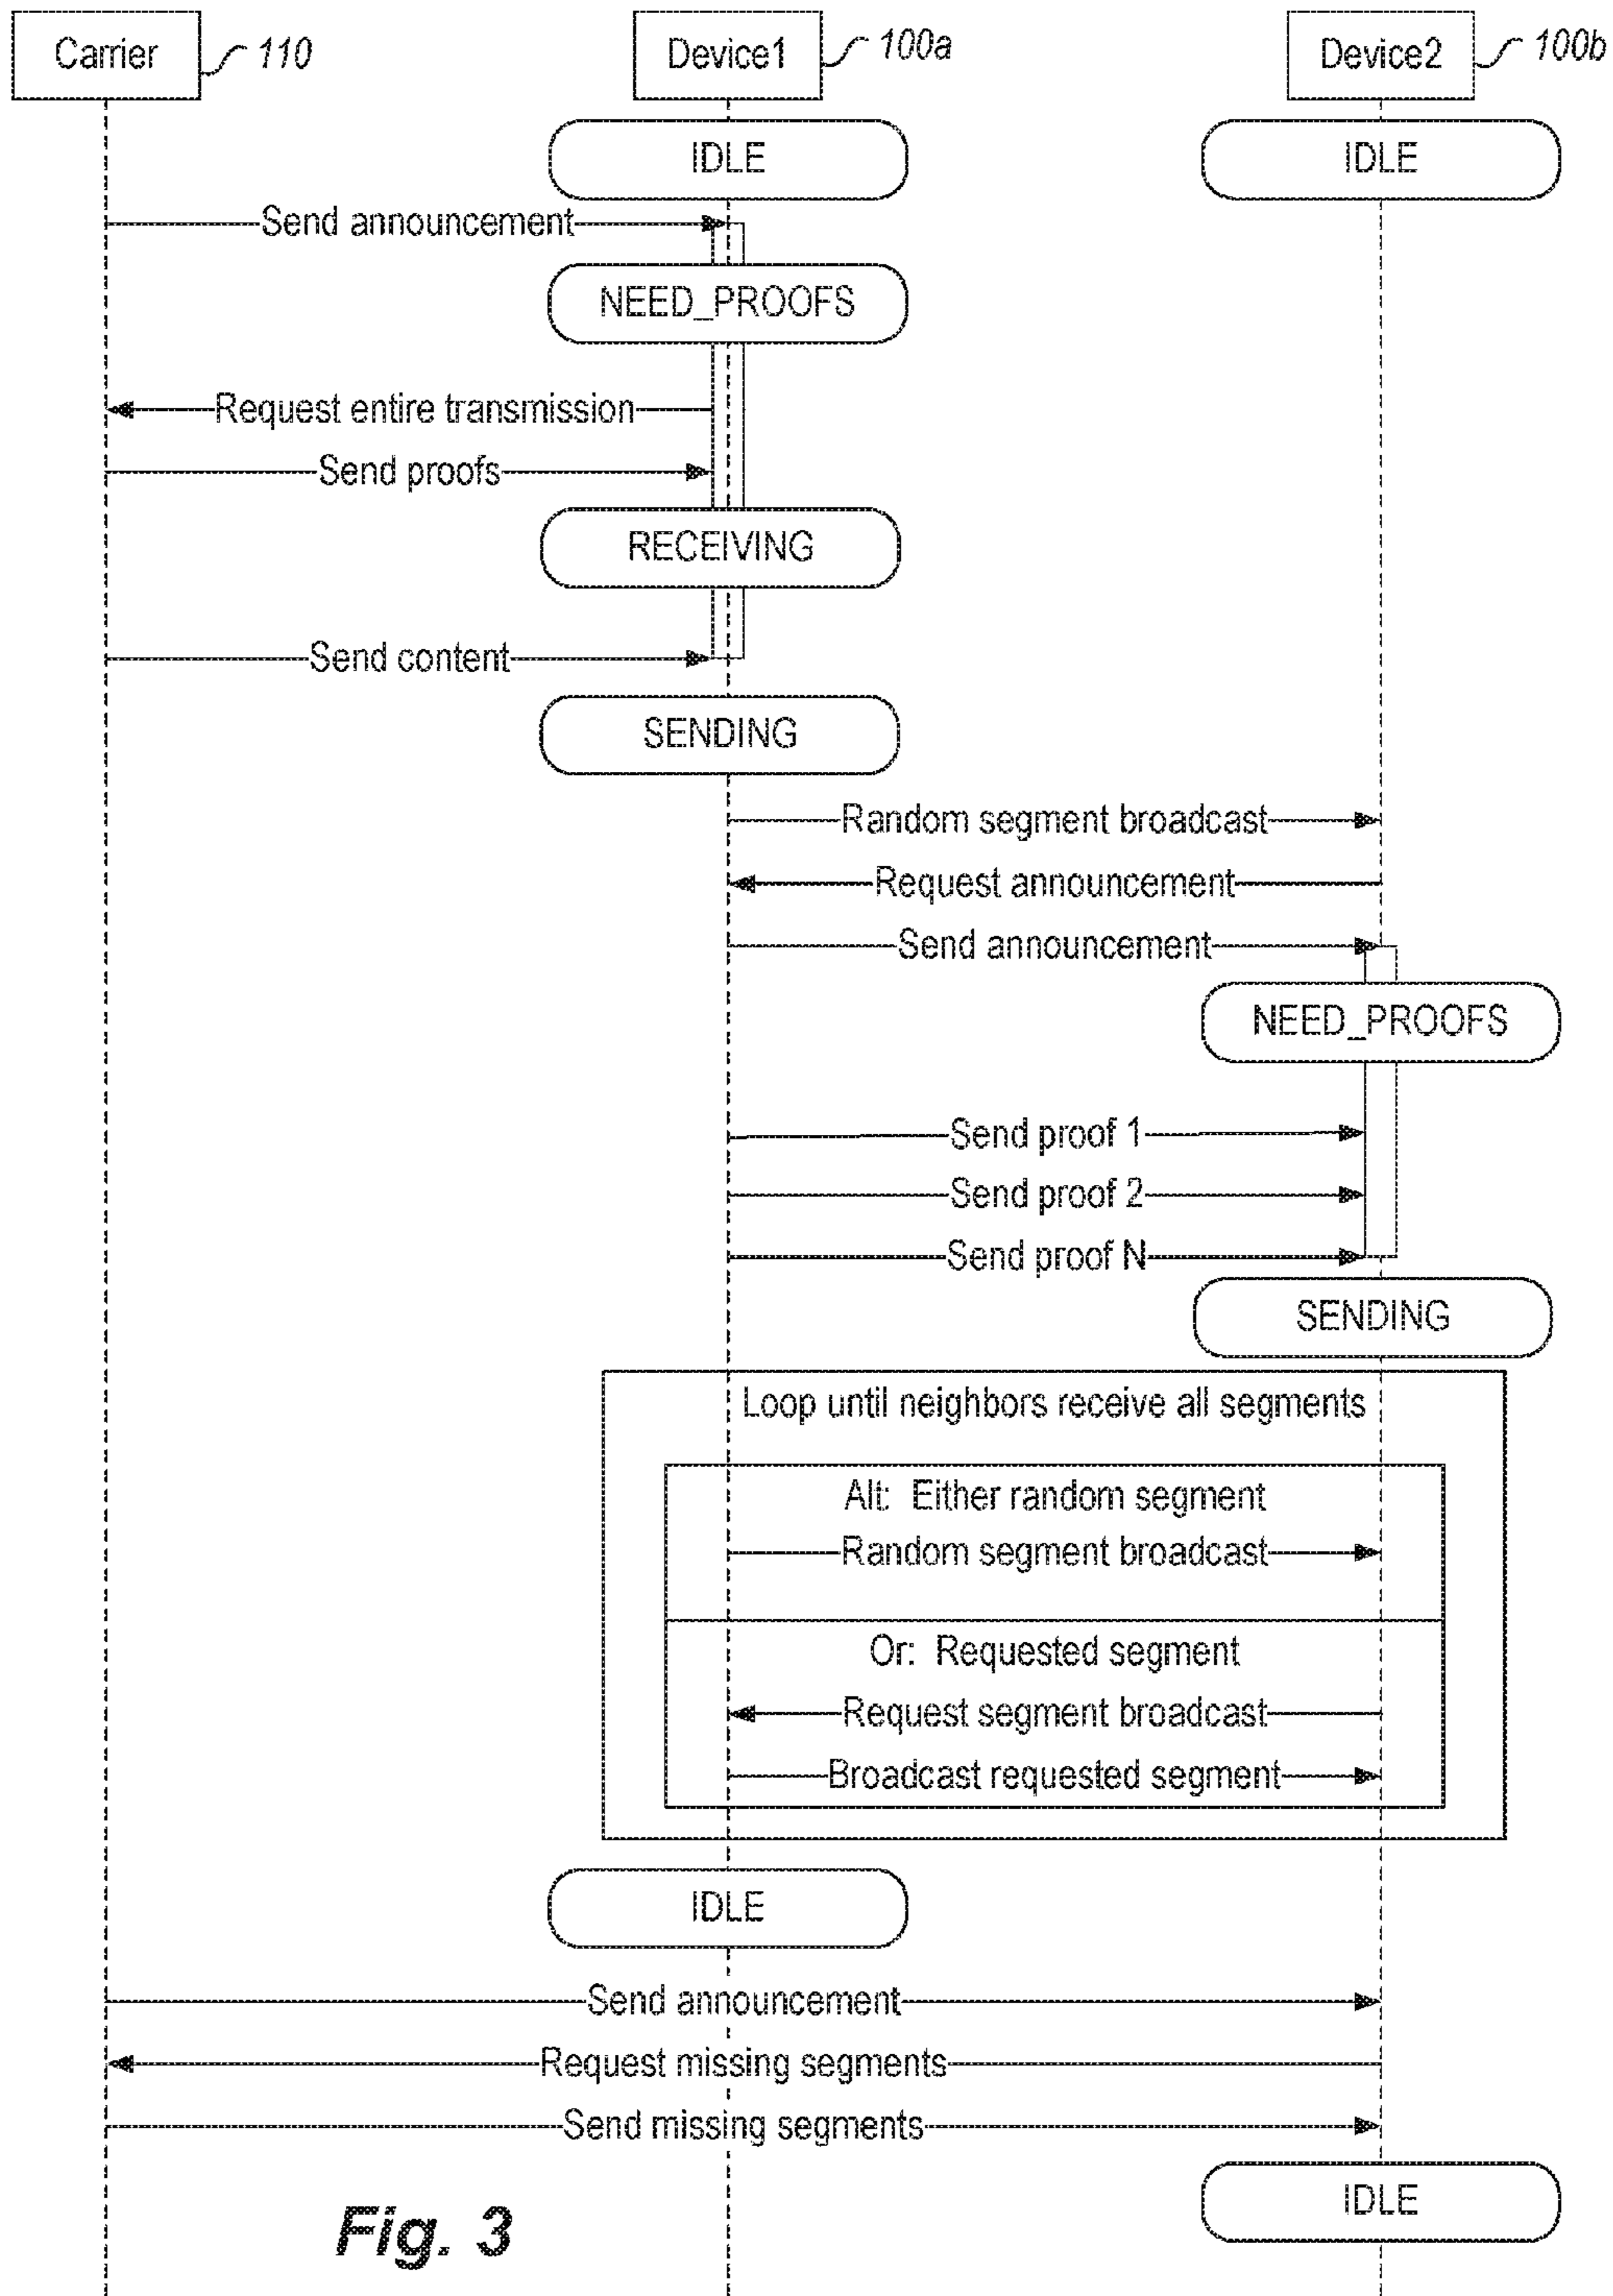 Carrier 110 Device1 100a Device2 100b
IDLE IDLE
Send announcement
NEED_PROOFS
Request entire transmission
Send proofs
RECEIVING
Send content
SENDING
Random segment broadcast
Request announcement
Send announcement
NEED_PROOFS
Send proof 1
Send proof 2
Send proof N
SENDING
Loop until neighbors receive all segments
Alt: Either random segment
Random segment broadcast
Or: Requested segment
Request segment broadcast
Broadcast requested segment
IDLE
Send announcement
Request missing segments
Send missing segments
IDLE
Fig. 3